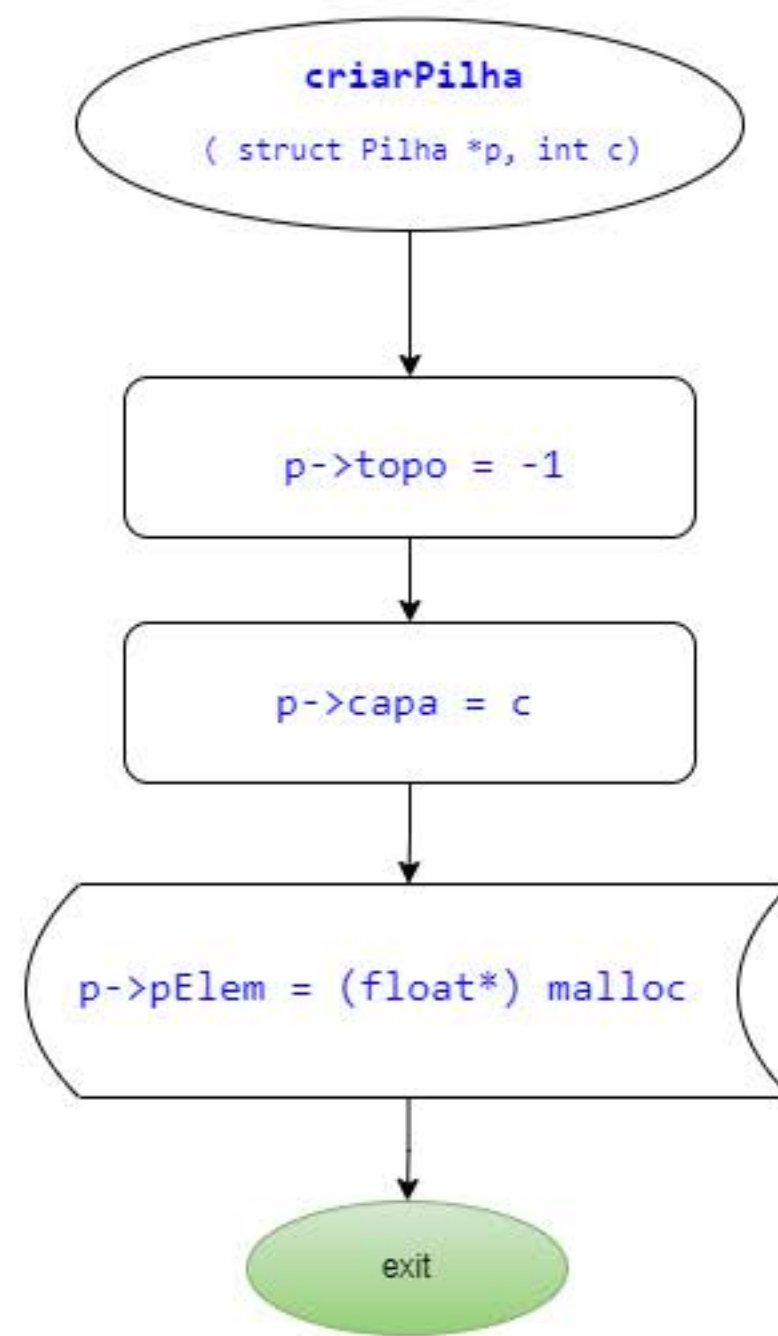 criarPilha
( struct Pilha *p, int c)
p->topo = -1
p->capa = c
p->pElem = (float*) malloc
exit